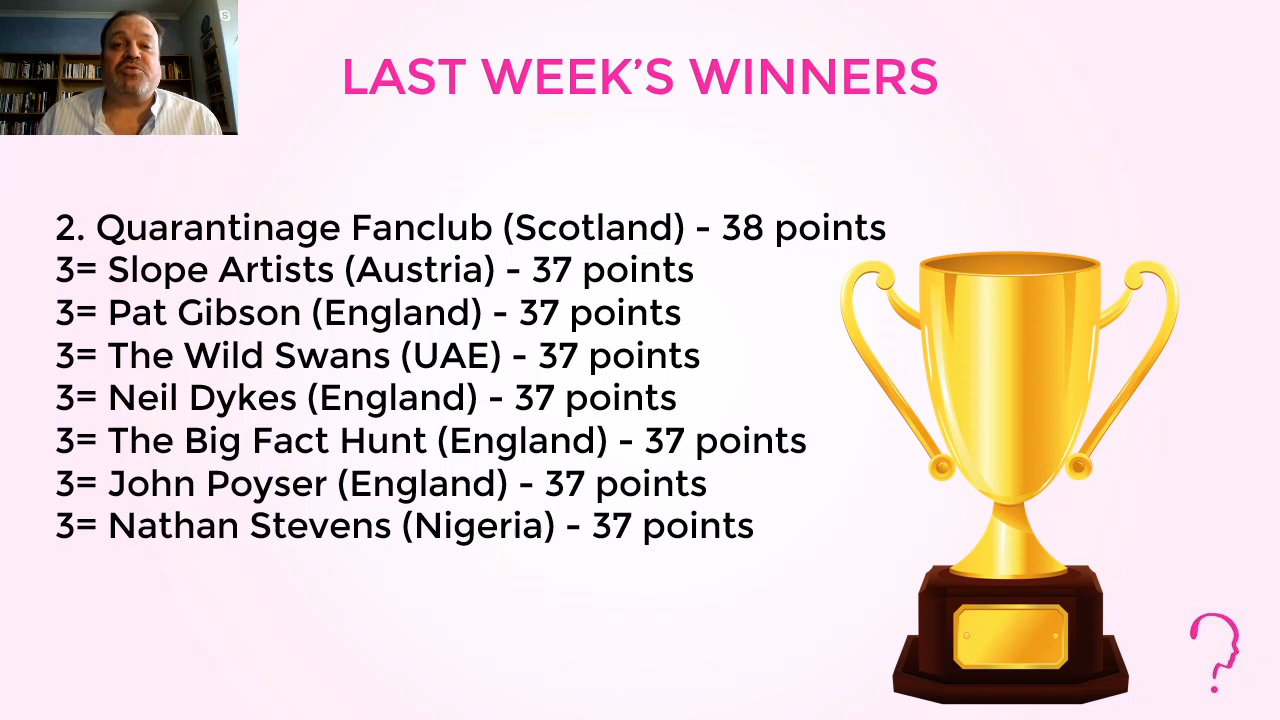 LAST WEEK’S WINNERS
2. Quarantinage Fanclub (Scotland) - 38 points
3= Slope Artists (Austria) - 37 points
3= Pat Gibson (England) - 37 points
3= The Wild Swans (UAE) - 37 points
3= Neil Dykes (England) - 37 points
3= The Big Fact Hunt (England) - 37 points
3= John Poyser (England) - 37 points
3= Nathan Stevens (Nigeria) - 37 points